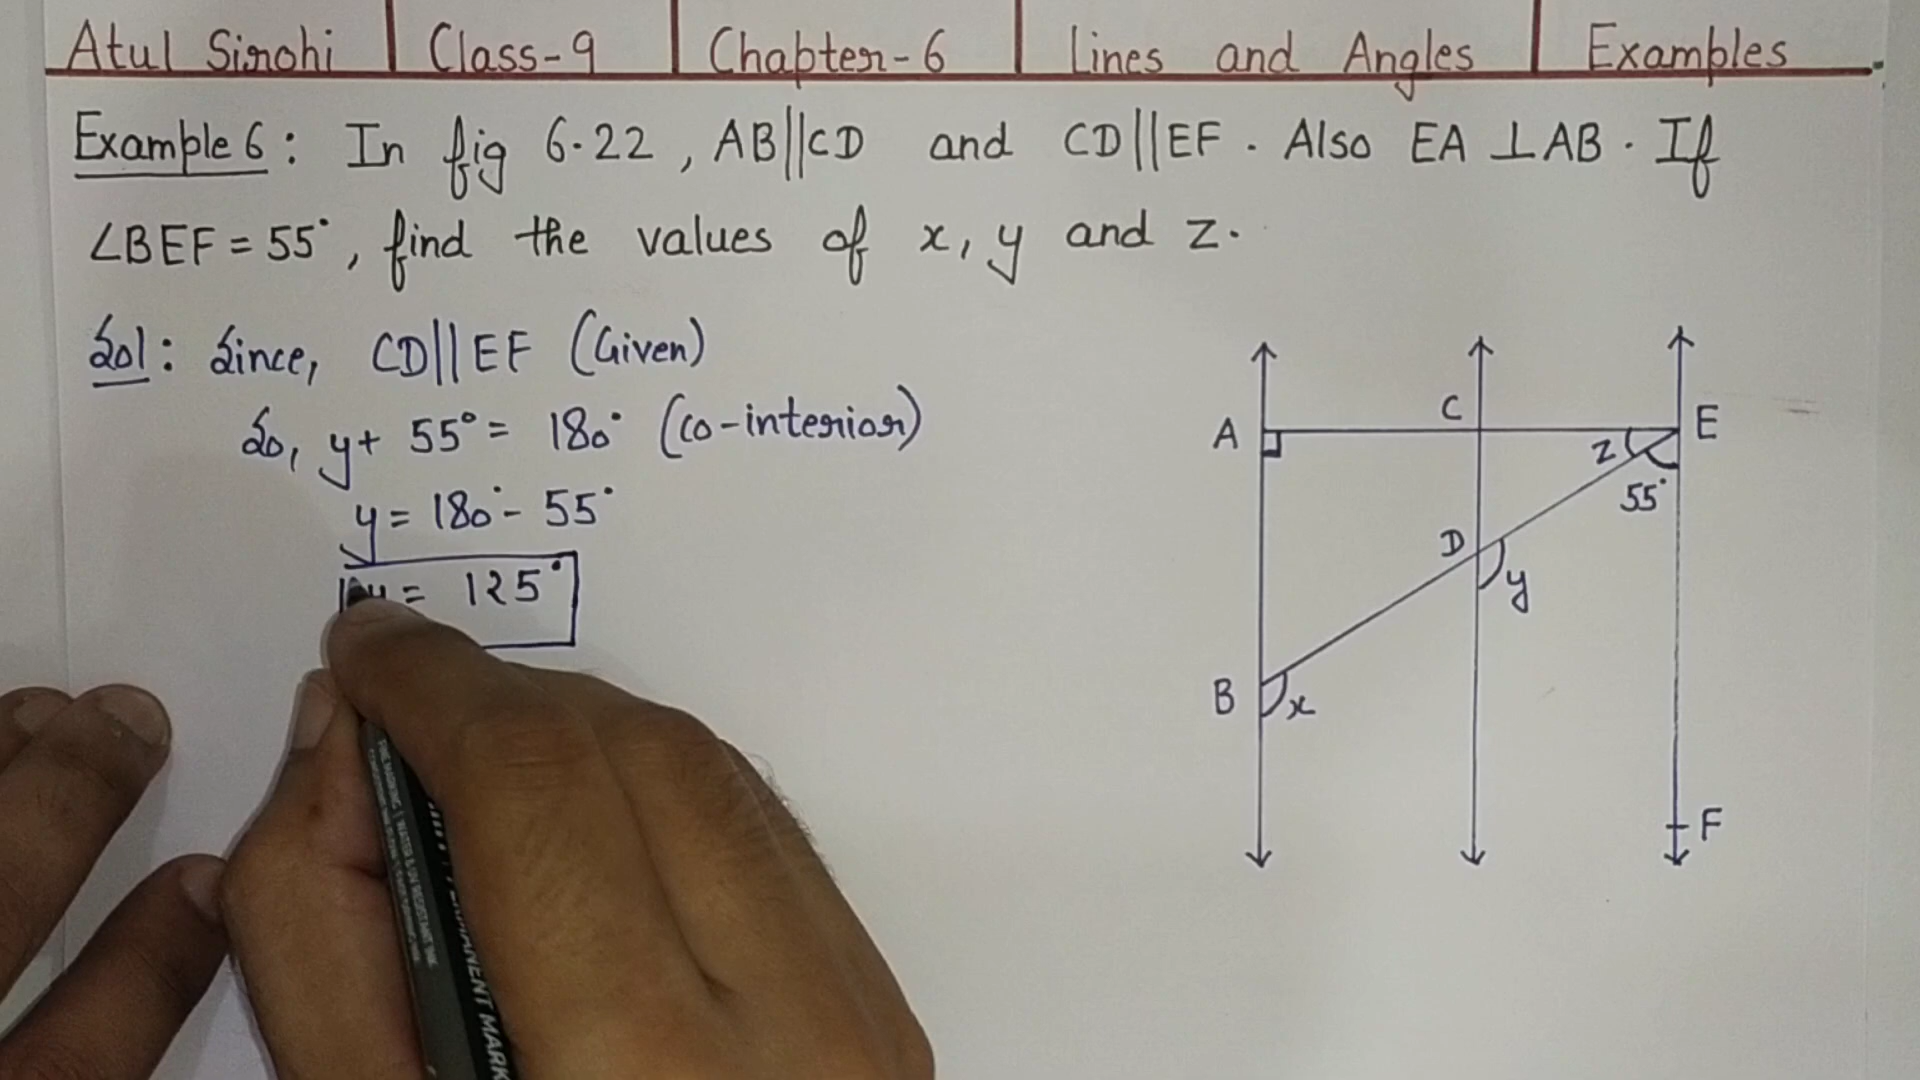 Atul Sirohi | Class-9 | Chapter-6 | Lines and Angles | Examples
Example 6: In fig 6.22, AB||CD and CD||EF. Also EA ⊥ AB. If
∠BEF = 55°, find the values of x, y and z.
Sol: Since, CD||EF (Given)
So, y + 55° = 180° (co-interior)
y = 180° - 55°
y = 125°
A
C
E
z
55°
D
y
B
x
F